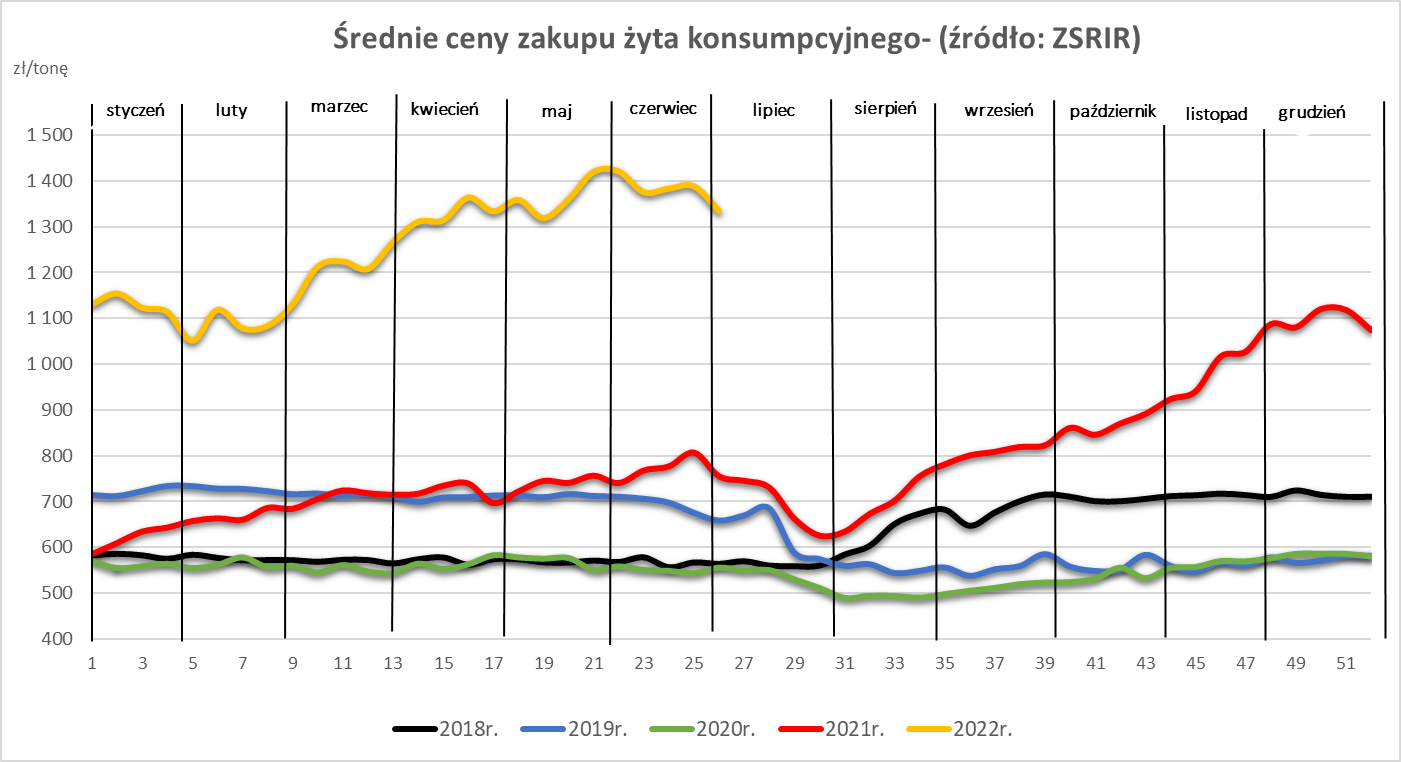 Średnie ceny zakupu żyta konsumpcyjnego- (źródło: ZSRIR)
zł/tonę
styczeń luty marzec kwiecień maj czerwiec lipiec sierpień wrzesień październik listopad grudzień
1 500
1 400
1 300
1 200
1 100
1 000
900
800
700
600
500
400
1 3 5 7 9 11 13 15 17 19 21 23 25 27 29 31 33 35 37 39 41 43 45 47 49 51
2018r. 2019r. 2020r. 2021r. 2022r.